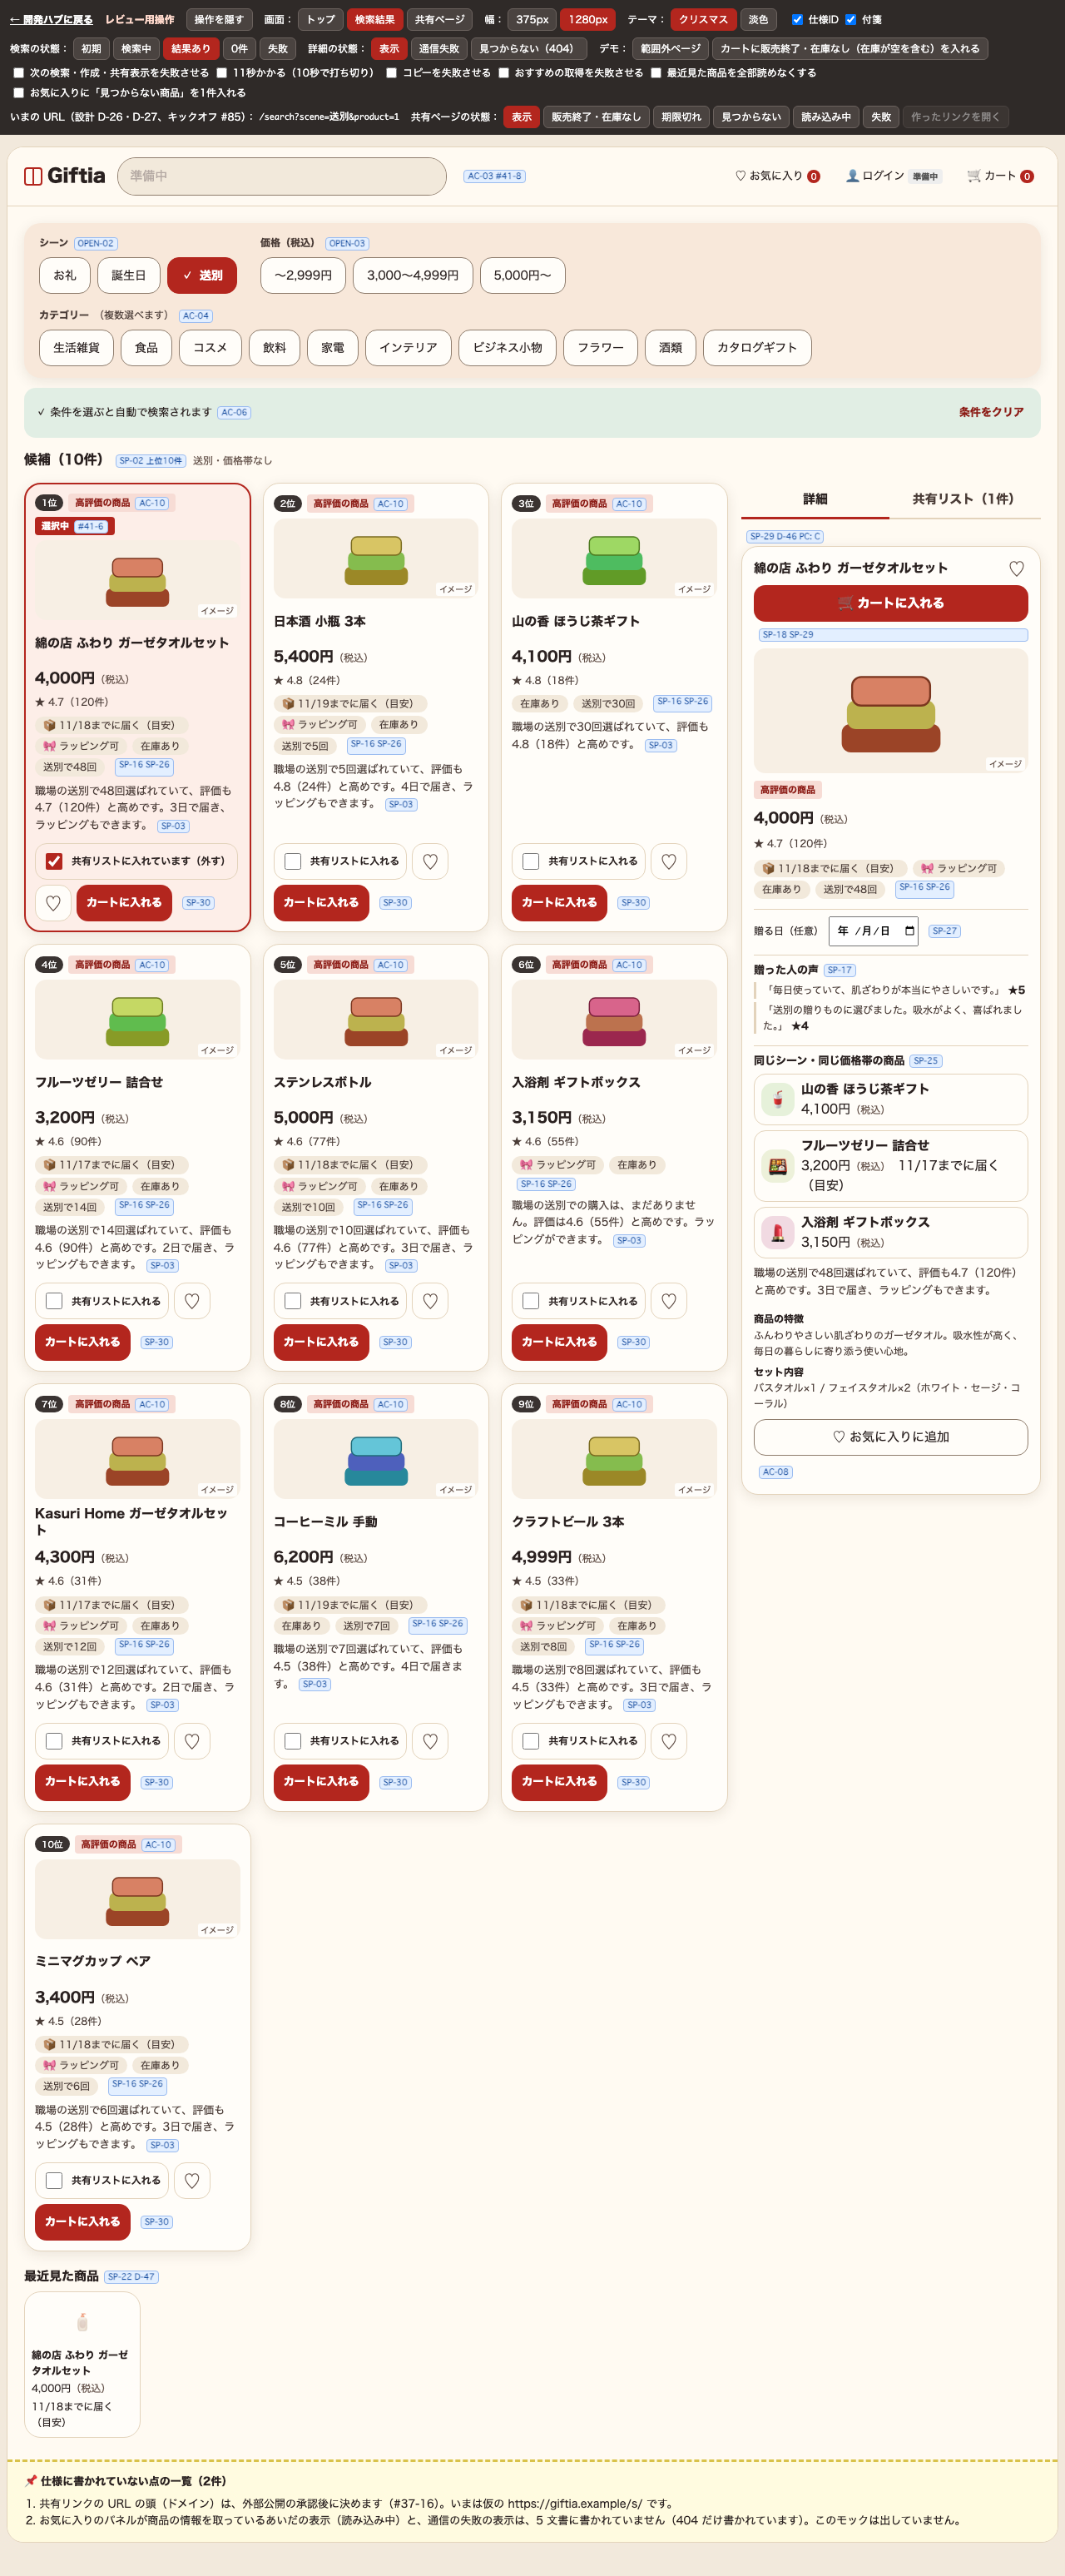 ← 開発ハブに戻る レビュー用操作 操作を隠す 画面： トップ 検索結果 共有ページ 幅： 375px 1280px テーマ： クリスマス 淡色 仕様ID 付箋
検索の状態： 初期 検索中 結果あり 0件 失敗 詳細の状態： 表示 通信失敗 見つからない（404） デモ： 範囲外ページ カートに販売終了・在庫なし（在庫が空を含む）を入れる
次の検索・作成・共有表示を失敗させる 11秒かかる（10秒で打ち切り） コピーを失敗させる おすすめの取得を失敗させる 最近見た商品を全部読めなくする
お気に入りに「見つからない商品」を1件入れる
いまの URL（設計 D-26・D-27、キックオフ #85）： /search?scene=送別&product=1 共有ページの状態： 表示 販売終了・在庫なし 期限切れ 見つからない 読み込み中 失敗 作ったリンクを開く
Giftia 準備中 AC-03 #41-8 ♡ お気に入り 0 ログイン 準備中 カート 0
シーン OPEN-02 価格（税込） OPEN-03
お礼 誕生日 ✓ 送別 〜2,999円 3,000〜4,999円 5,000円〜
カテゴリー （複数選べます） AC-04
生活雑貨 食品 コスメ 飲料 家電 インテリア ビジネス小物 フラワー 酒類 カタログギフト
✓ 条件を選ぶと自動で検索されます AC-06 条件をクリア
候補（10件） SP-02 上位10件 送別・価格帯なし
1位 高評価の商品 AC-10
選択中 #41-6
イメージ
綿の店 ふわり ガーゼタオルセット
4,000円（税込）
★ 4.7（120件）
11/18までに届く（目安）
ラッピング可 在庫あり
送別で48回 SP-16 SP-26
職場の送別で48回選ばれていて、評価も
4.7（120件）と高めです。3日で届き、
ラッピングもできます。 SP-03
共有リストに入れています（外す）
♡ カートに入れる SP-30
2位 高評価の商品 AC-10
イメージ
日本酒 小瓶 3本
5,400円（税込）
★ 4.8（24件）
11/19までに届く（目安）
ラッピング可 在庫あり
送別で5回 SP-16 SP-26
職場の送別で5回選ばれていて、評価も
4.8（24件）と高めです。4日で届き、ラ
ッピングもできます。 SP-03
共有リストに入れる ♡
カートに入れる SP-30
3位 高評価の商品 AC-10
イメージ
山の香 ほうじ茶ギフト
4,100円（税込）
★ 4.8（18件）
在庫あり 送別で30回 SP-16 SP-26
職場の送別で30回選ばれていて、評価も
4.8（18件）と高めです。 SP-03
共有リストに入れる ♡
カートに入れる SP-30
4位 高評価の商品 AC-10
イメージ
フルーツゼリー 詰合せ
3,200円（税込）
★ 4.6（90件）
11/17までに届く（目安）
ラッピング可 在庫あり
送別で14回 SP-16 SP-26
職場の送別で14回選ばれていて、評価も
4.6（90件）と高めです。2日で届き、ラ
ッピングもできます。 SP-03
共有リストに入れる ♡
カートに入れる SP-30
5位 高評価の商品 AC-10
イメージ
ステンレスボトル
5,000円（税込）
★ 4.6（77件）
11/18までに届く（目安）
ラッピング可 在庫あり
送別で10回 SP-16 SP-26
職場の送別で10回選ばれていて、評価も
4.6（77件）と高めです。3日で届き、ラ
ッピングもできます。 SP-03
共有リストに入れる ♡
カートに入れる SP-30
6位 高評価の商品 AC-10
イメージ
入浴剤 ギフトボックス
3,150円（税込）
★ 4.6（55件）
ラッピング可 在庫あり
SP-16 SP-26
職場の送別での購入は、まだありませ
ん。評価は4.6（55件）と高めです。ラッ
ピングができます。 SP-03
共有リストに入れる ♡
カートに入れる SP-30
7位 高評価の商品 AC-10
イメージ
Kasuri Home ガーゼタオルセッ
ト
4,300円（税込）
★ 4.6（31件）
11/17までに届く（目安）
ラッピング可 在庫あり
送別で12回 SP-16 SP-26
職場の送別で12回選ばれていて、評価も
4.6（31件）と高めです。2日で届き、ラ
ッピングもできます。 SP-03
共有リストに入れる ♡
カートに入れる SP-30
8位 高評価の商品 AC-10
イメージ
コーヒーミル 手動
6,200円（税込）
★ 4.5（38件）
11/19までに届く（目安）
在庫あり 送別で7回 SP-16 SP-26
職場の送別で7回選ばれていて、評価も
4.5（38件）と高めです。4日で届きま
す。 SP-03
共有リストに入れる ♡
カートに入れる SP-30
9位 高評価の商品 AC-10
イメージ
クラフトビール 3本
4,999円（税込）
★ 4.5（33件）
11/18までに届く（目安）
ラッピング可 在庫あり
送別で8回 SP-16 SP-26
職場の送別で8回選ばれていて、評価も
4.5（33件）と高めです。3日で届き、ラ
ッピングもできます。 SP-03
共有リストに入れる ♡
カートに入れる SP-30
10位 高評価の商品 AC-10
イメージ
ミニマグカップ ペア
3,400円（税込）
★ 4.5（28件）
11/18までに届く（目安）
ラッピング可 在庫あり
送別で6回 SP-16 SP-26
職場の送別で6回選ばれていて、評価も
4.5（28件）と高めです。3日で届き、ラ
ッピングもできます。 SP-03
共有リストに入れる ♡
カートに入れる SP-30
詳細 共有リスト（1件）
SP-29 D-46 PC: C
綿の店 ふわり ガーゼタオルセット ♡
カートに入れる
SP-18 SP-29
イメージ
高評価の商品
4,000円（税込）
★ 4.7（120件）
11/18までに届く（目安） ラッピング可
在庫あり 送別で48回 SP-16 SP-26
贈る日（任意） 年 /月/日 SP-27
贈った人の声 SP-17
「毎日使っていて、肌ざわりが本当にやさしいです。」 ★5
「送別の贈りものに選びました。吸水がよく、喜ばれまし
た。」 ★4
同じシーン・同じ価格帯の商品 SP-25
山の香 ほうじ茶ギフト
4,100円（税込）
フルーツゼリー 詰合せ
3,200円（税込） 11/17までに届く
（目安）
入浴剤 ギフトボックス
3,150円（税込）
職場の送別で48回選ばれていて、評価も4.7（120件）
と高めです。3日で届き、ラッピングもできます。
商品の特徴
ふんわりやさしい肌ざわりのガーゼタオル。吸水性が高く、
毎日の暮らしに寄り添う使い心地。
セット内容
バスタオル×1 / フェイスタオル×2（ホワイト・セージ・コ
ーラル）
♡ お気に入りに追加
AC-08
最近見た商品 SP-22 D-47
綿の店 ふわり ガーゼ
タオルセット
4,000円（税込）
11/18までに届く
（目安）
仕様に書かれていない点の一覧（2件）
1. 共有リンクの URL の頭（ドメイン）は、外部公開の承認後に決めます（#37-16）。いまは仮の https://giftia.example/s/ です。
2. お気に入りのパネルが商品の情報を取っているあいだの表示（読み込み中）と、通信の失敗の表示は、5 文書に書かれていません（404 だけ書かれています）。このモックは出していません。